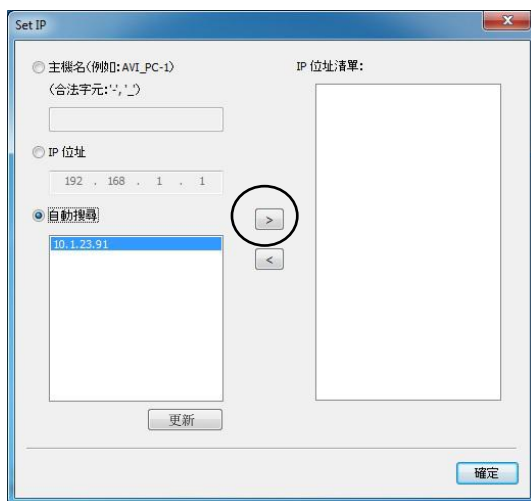 Set IP
主機名(例如:AVI_PC-1)
(合法字元:'-', '_')
IP 位址
192 . 168 . 1 . 1
自動搜尋
10.1.23.91
更新
>
<
IP 位址清單:
確定